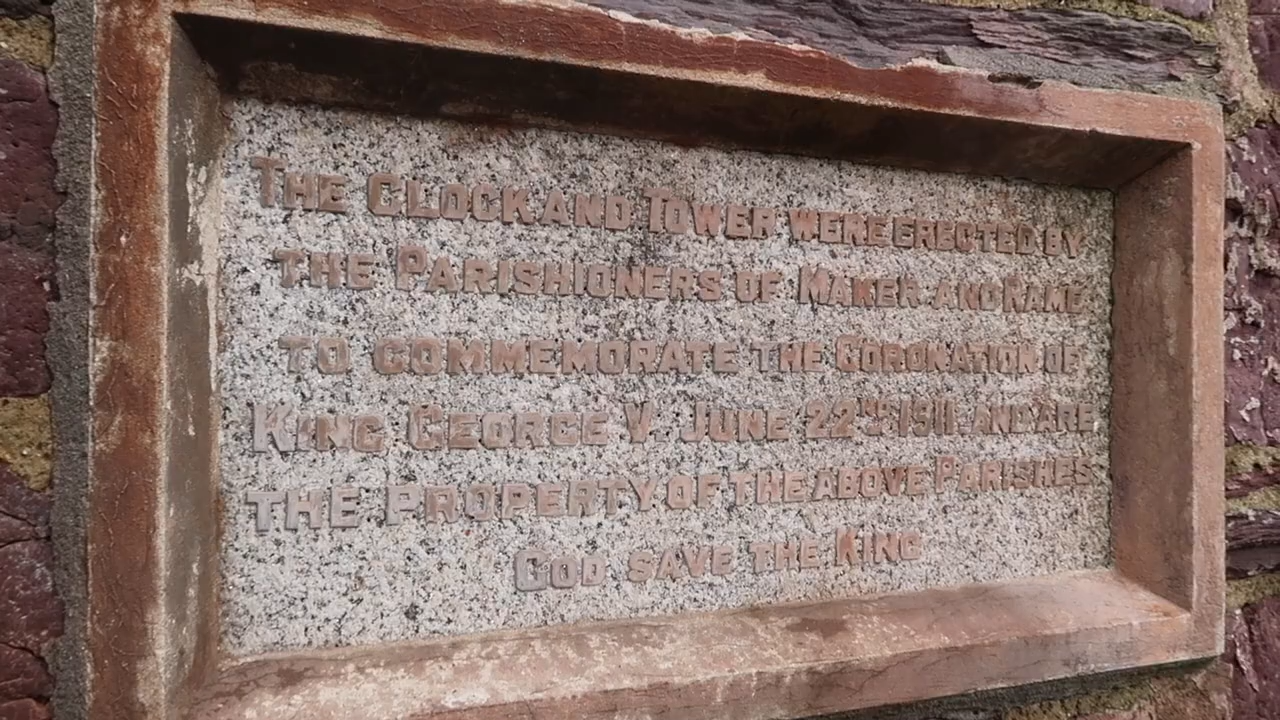 THE CLOCK AND TOWER WERE ERECTED BY
THE PARISHIONERS OF MAKER AND RAME
TO COMMEMORATE THE CORONATION OF
KING GEORGE V. JUNE 22ND 1911. AND ARE
THE PROPERTY OF THE ABOVE PARISHES
GOD SAVE THE KING